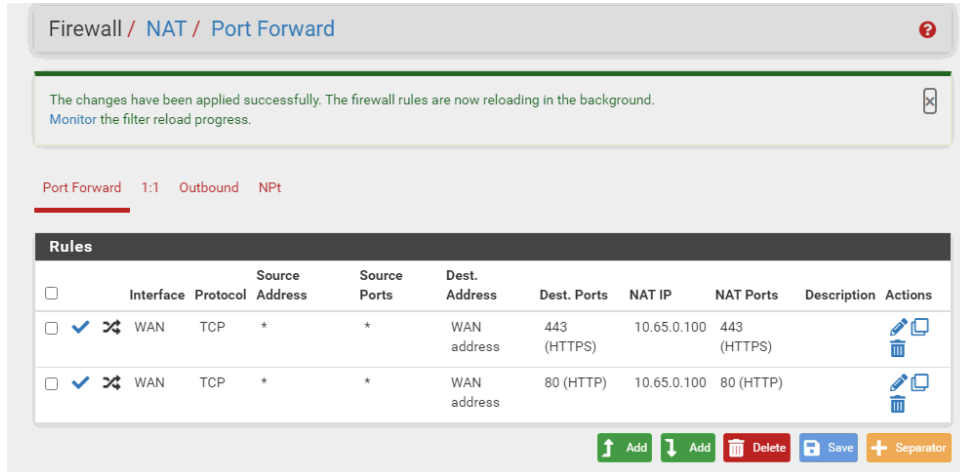 Firewall / NAT / Port Forward
The changes have been applied successfully. The firewall rules are now reloading in the background.
Monitor the filter reload progress.
Port Forward 1:1 Outbound NPt
Rules
Interface Protocol Source Address Source Ports Dest. Address Dest. Ports NAT IP NAT Ports Description Actions
WAN TCP * * WAN address 443 (HTTPS) 10.65.0.100 443 (HTTPS)
WAN TCP * * WAN address 80 (HTTP) 10.65.0.100 80 (HTTP)
Add Add Delete Save Separator